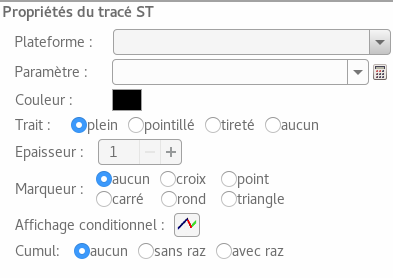 Propriétés du tracé ST
Plateforme :
Paramètre :
Couleur :
Trait : plein pointillé tireté aucun
Epaisseur : 1
Marqueur : aucun croix point
carré rond triangle
Affichage conditionnel :
Cumul: aucun sans raz avec raz